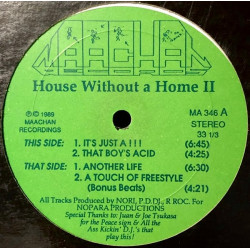 MAACHAN
House Without a Home II
℗© 1989
MAACHAN
RECORDINGS
MA 346 A
STEREO
33 1/3
THIS SIDE: 1. IT'S JUST A ! ! ! (6:45)
2. THAT BOY'S ACID (4:25)
THAT SIDE: 1. ANOTHER LIFE (6:30)
2. A TOUCH OF FREESTYLE
(Bonus Beats) (4:21)
All Tracks Produced by NORI, P.D.DJ., R ROC. For
NOPARA PRODUCTIONS
Special Thanks to: Juan & Joe Tsukasa
for the Peace sign & All the
Ass Kickin' D.J.'s that
play this!